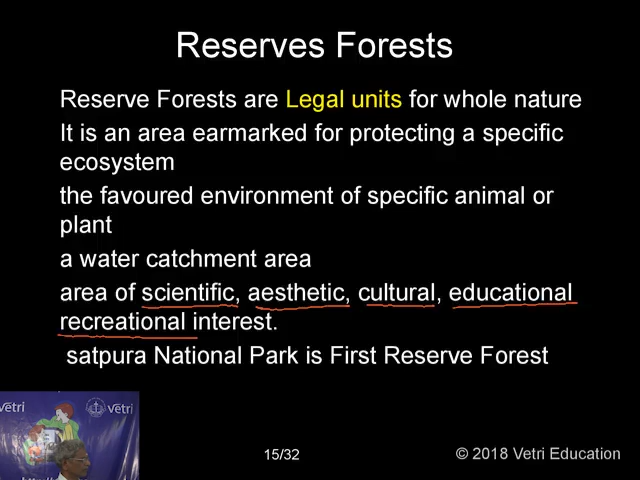 Reserves Forests
Reserve Forests are Legal units for whole nature
It is an area earmarked for protecting a specific
ecosystem
the favoured environment of specific animal or
plant
a water catchment area
area of scientific, aesthetic, cultural, educational
recreational interest.
satpura National Park is First Reserve Forest
Vetri
Vetri
15/32
© 2018 Vetri Education